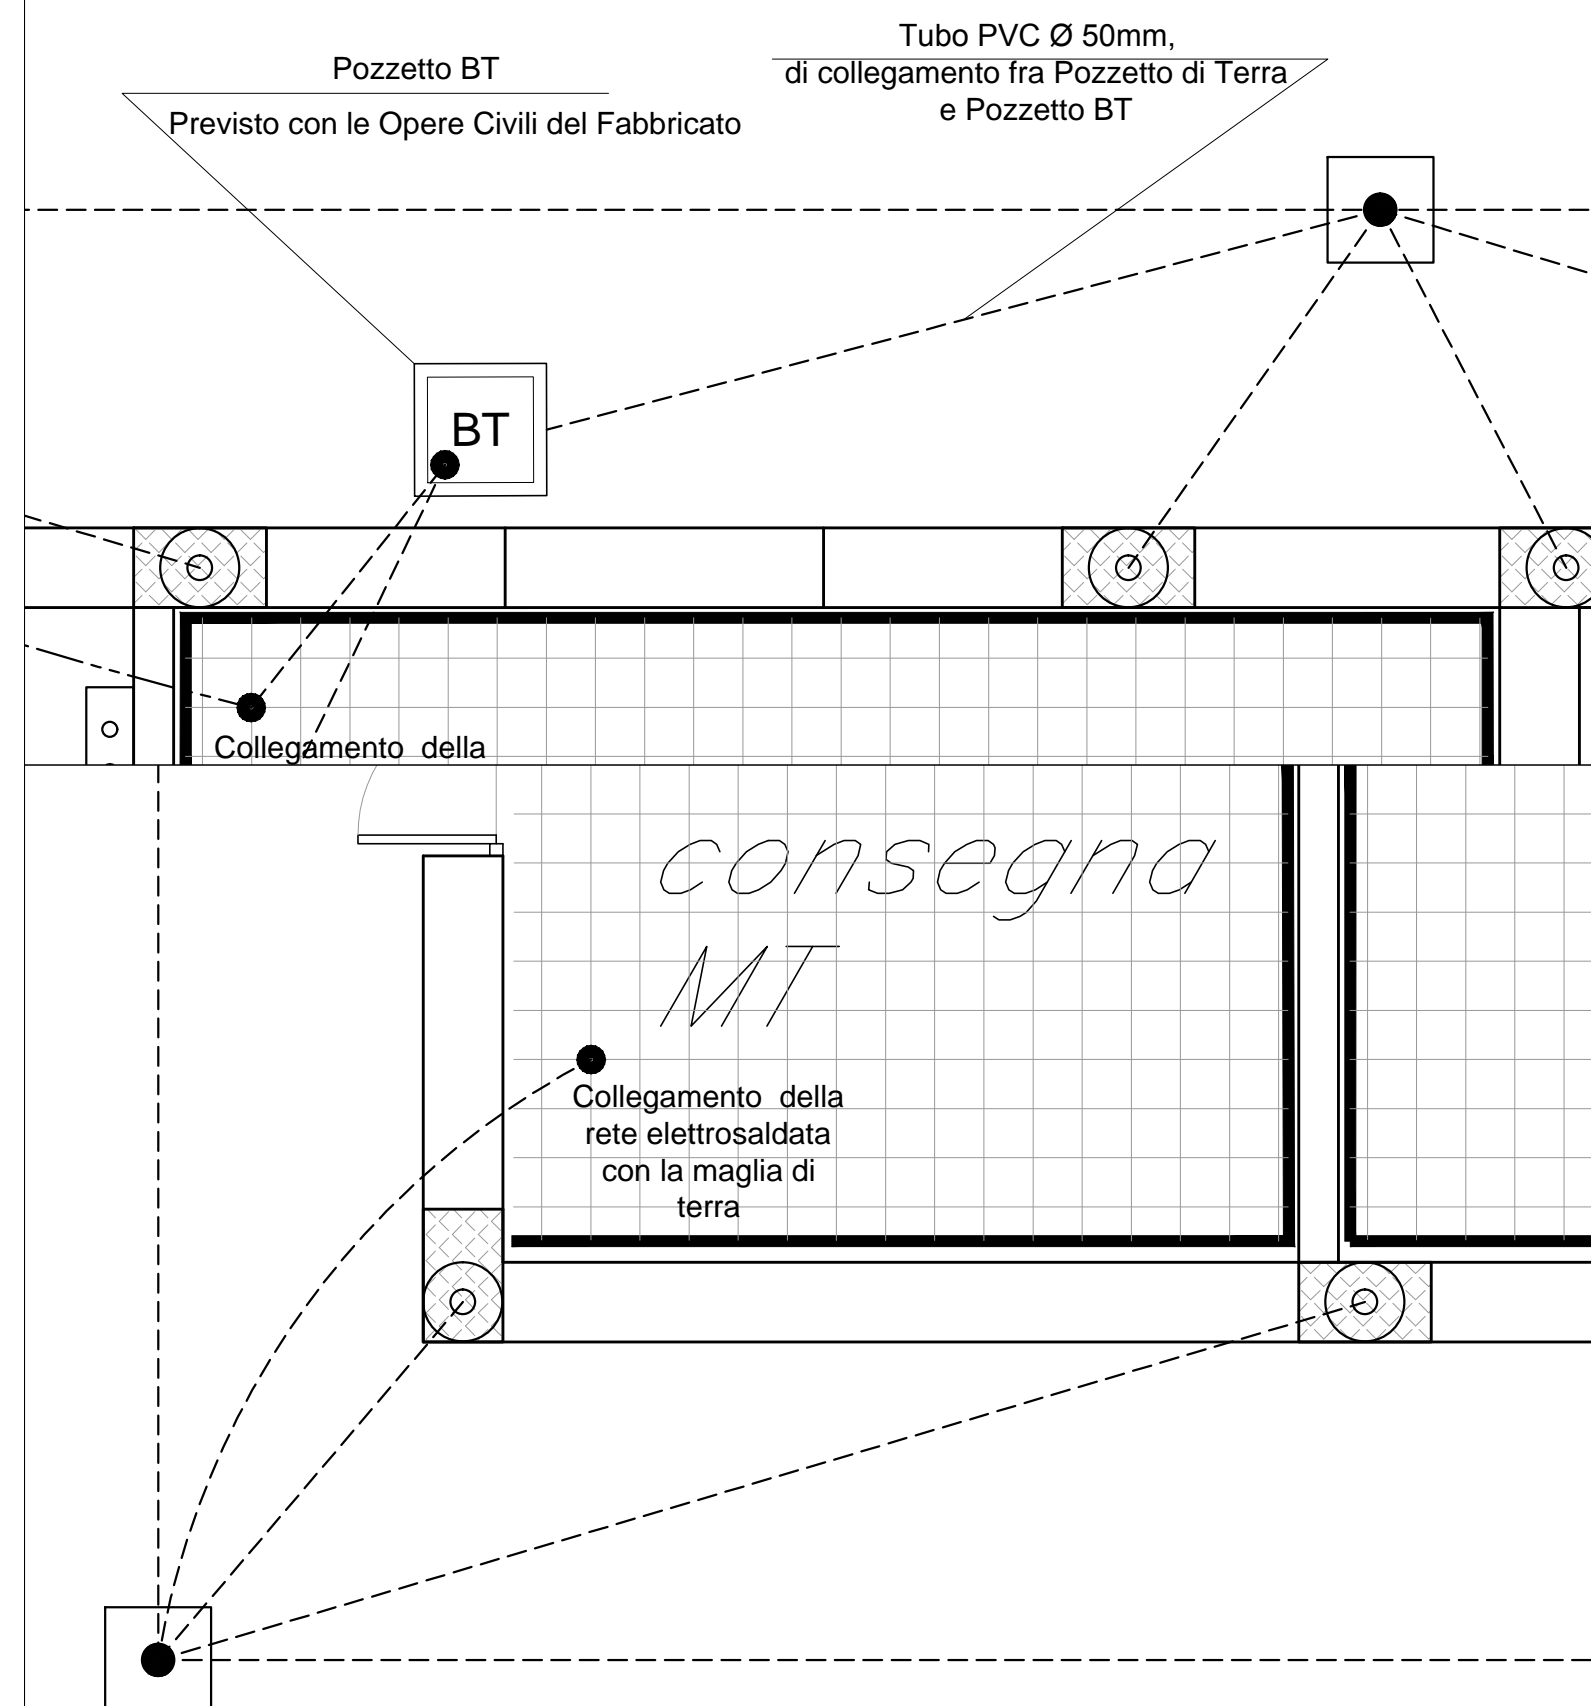 Pozzetto BT
Previsto con le Opere Civili del Fabbricato
Tubo PVC Ø 50mm,
di collegamento fra Pozzetto di Terra
e Pozzetto BT
BT
Collegamento della
consegna
MT
Collegamento della
rete elettrosaldata
con la maglia di
terra